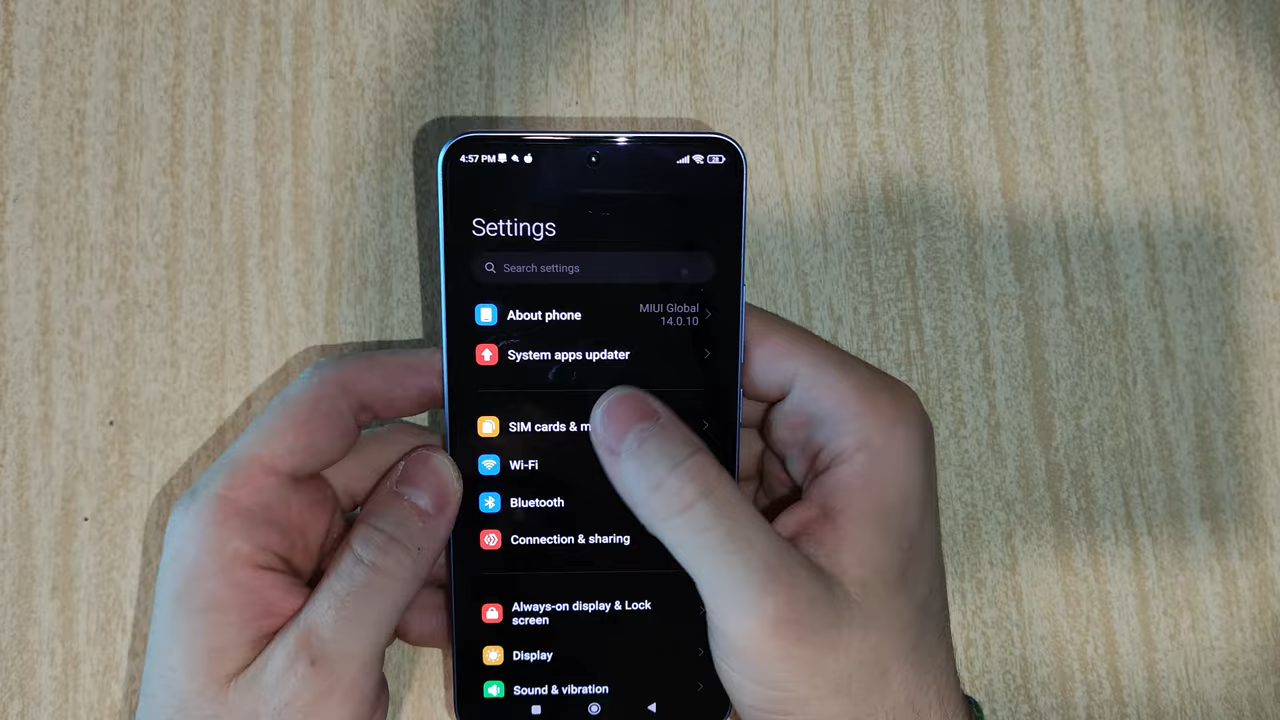 4:57 PM
28
Settings
Search settings
About phone
MIUI Global
14.0.10
System apps updater
SIM cards & m
Wi-Fi
Bluetooth
Connection & sharing
Always-on display & Lock
screen
Display
Sound & vibration